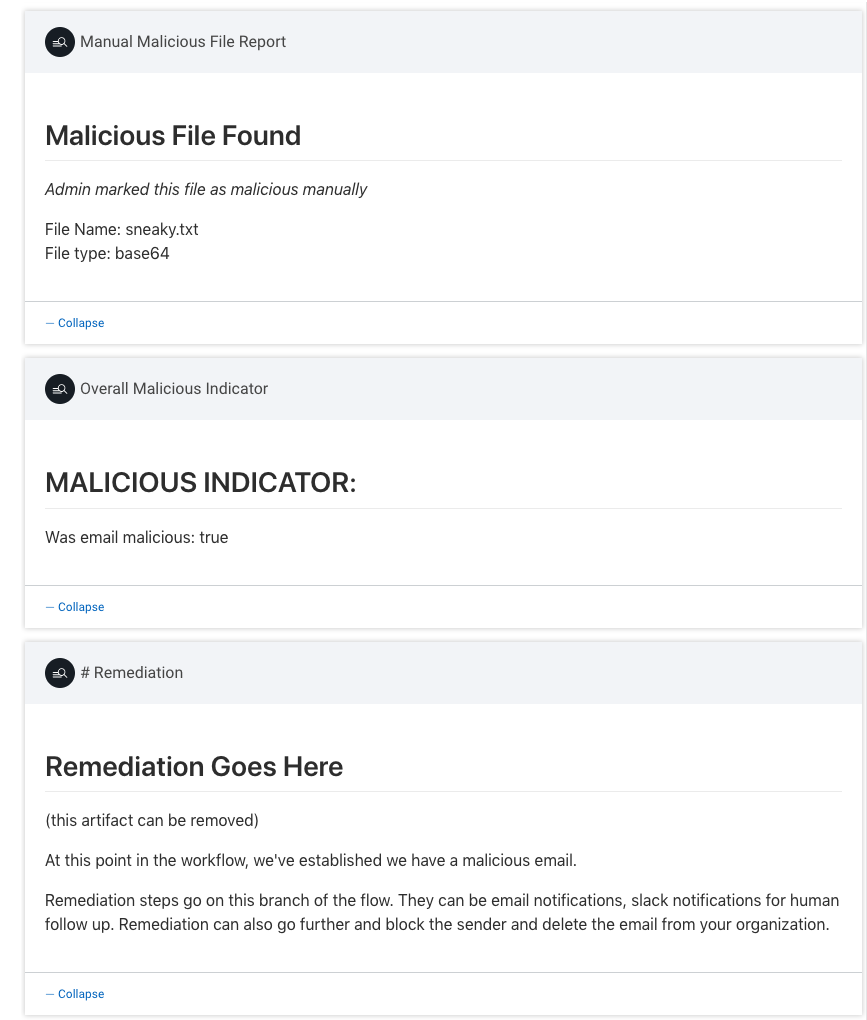 Manual Malicious File Report
Malicious File Found
Admin marked this file as malicious manually
File Name: sneaky.txt
File type: base64
— Collapse
Overall Malicious Indicator
MALICIOUS INDICATOR:
Was email malicious: true
— Collapse
# Remediation
Remediation Goes Here
(this artifact can be removed)
At this point in the workflow, we've established we have a malicious email.
Remediation steps go on this branch of the flow. They can be email notifications, slack notifications for human
follow up. Remediation can also go further and block the sender and delete the email from your organization.
— Collapse